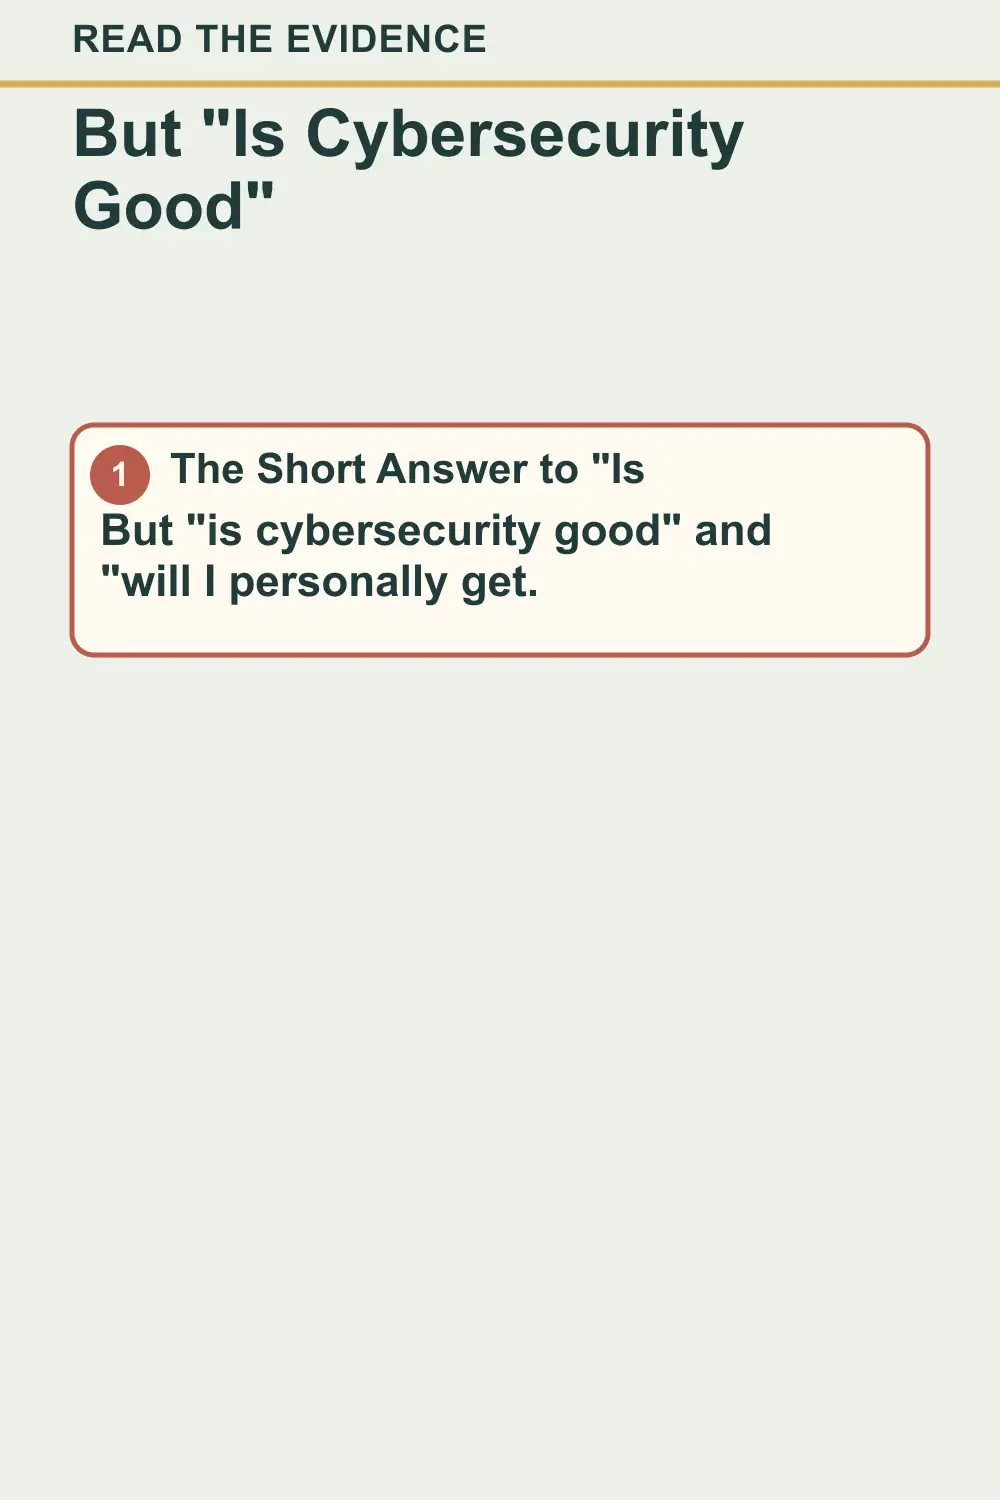 READ THE EVIDENCE
But "Is Cybersecurity
Good"
1 The Short Answer to "Is
But "is cybersecurity good" and
"will I personally get.